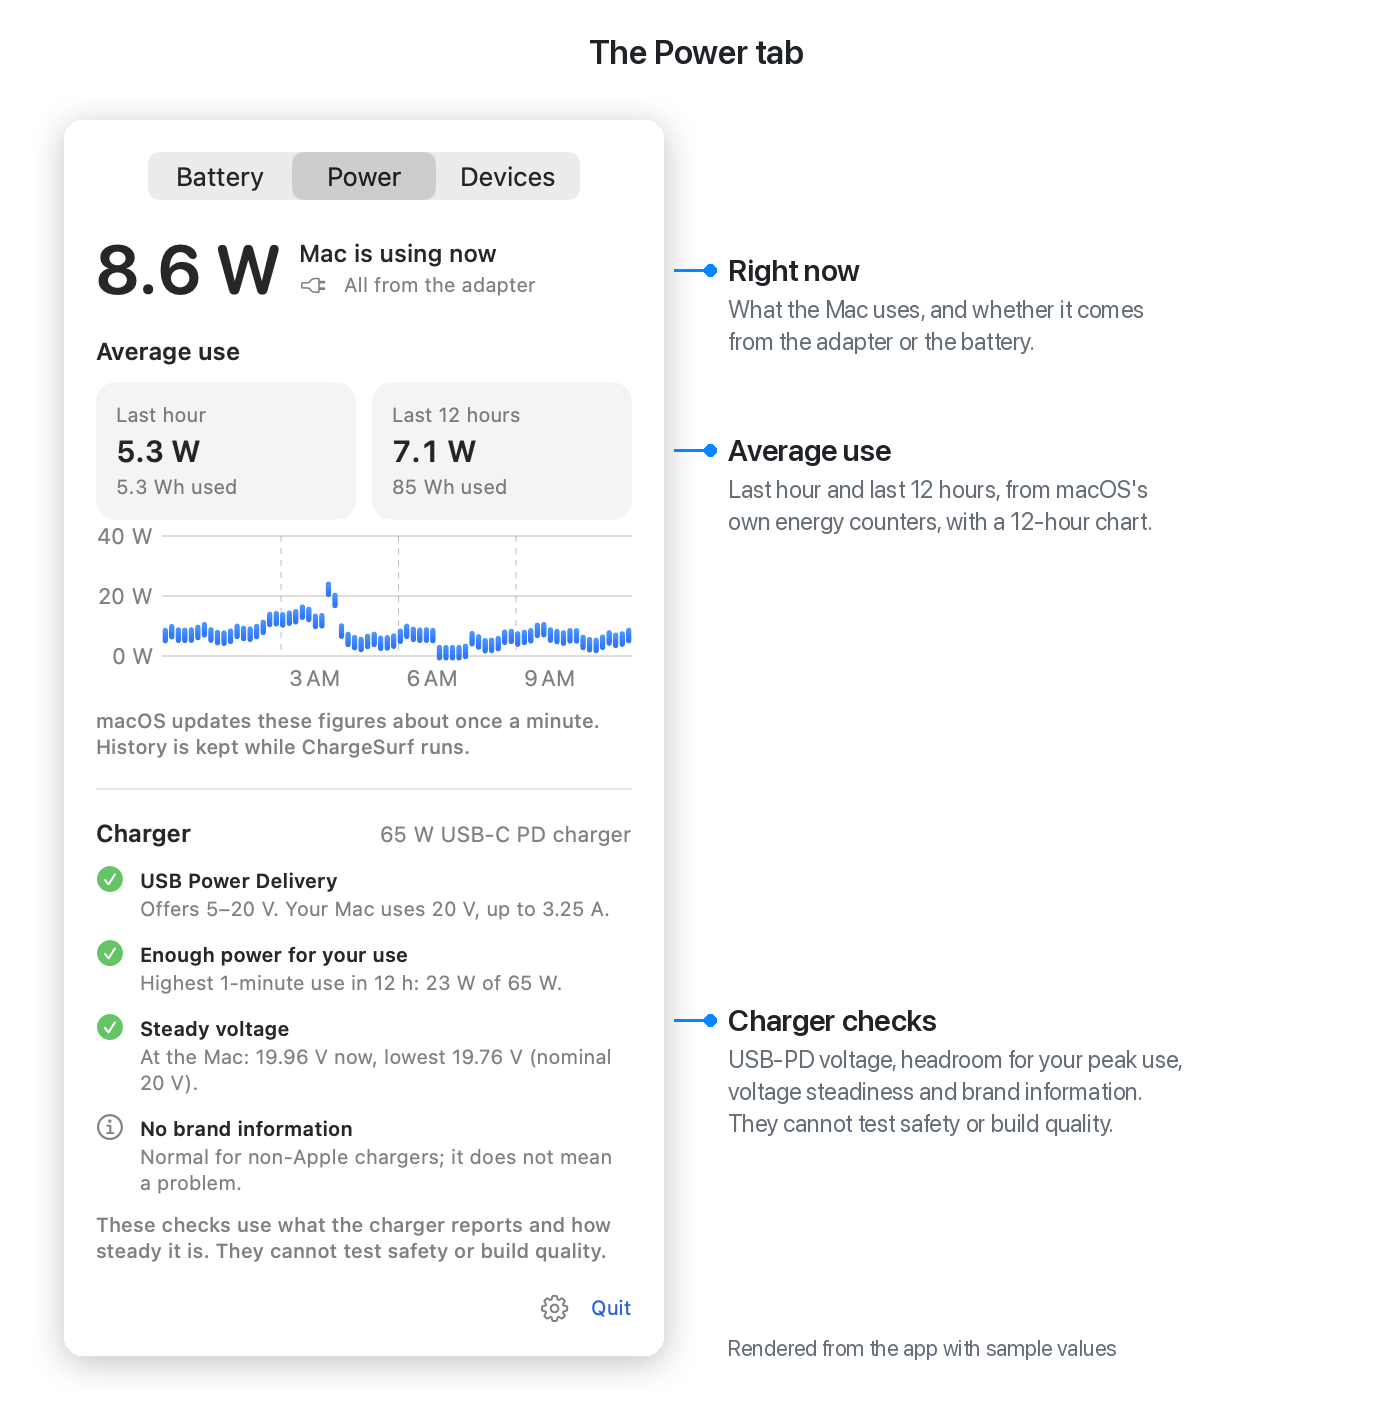 The Power tab
Battery Power Devices
8.6 W
Mac is using now
All from the adapter
Right now
What the Mac uses, and whether it comes
from the adapter or the battery.
Average use
Last hour
5.3 W
5.3 Wh used
Last 12 hours
7.1 W
85 Wh used
Average use
Last hour and last 12 hours, from macOS's
own energy counters, with a 12-hour chart.
40 W
20 W
0 W
3 AM 6 AM 9 AM
macOS updates these figures about once a minute.
History is kept while ChargeSurf runs.
Charger 65 W USB-C PD charger
USB Power Delivery
Offers 5–20 V. Your Mac uses 20 V, up to 3.25 A.
Enough power for your use
Highest 1-minute use in 12 h: 23 W of 65 W.
Steady voltage
At the Mac: 19.96 V now, lowest 19.76 V (nominal
20 V).
No brand information
Normal for non-Apple chargers; it does not mean
a problem.
Charger checks
USB-PD voltage, headroom for your peak use,
voltage steadiness and brand information.
They cannot test safety or build quality.
These checks use what the charger reports and how
steady it is. They cannot test safety or build quality.
Quit
Rendered from the app with sample values